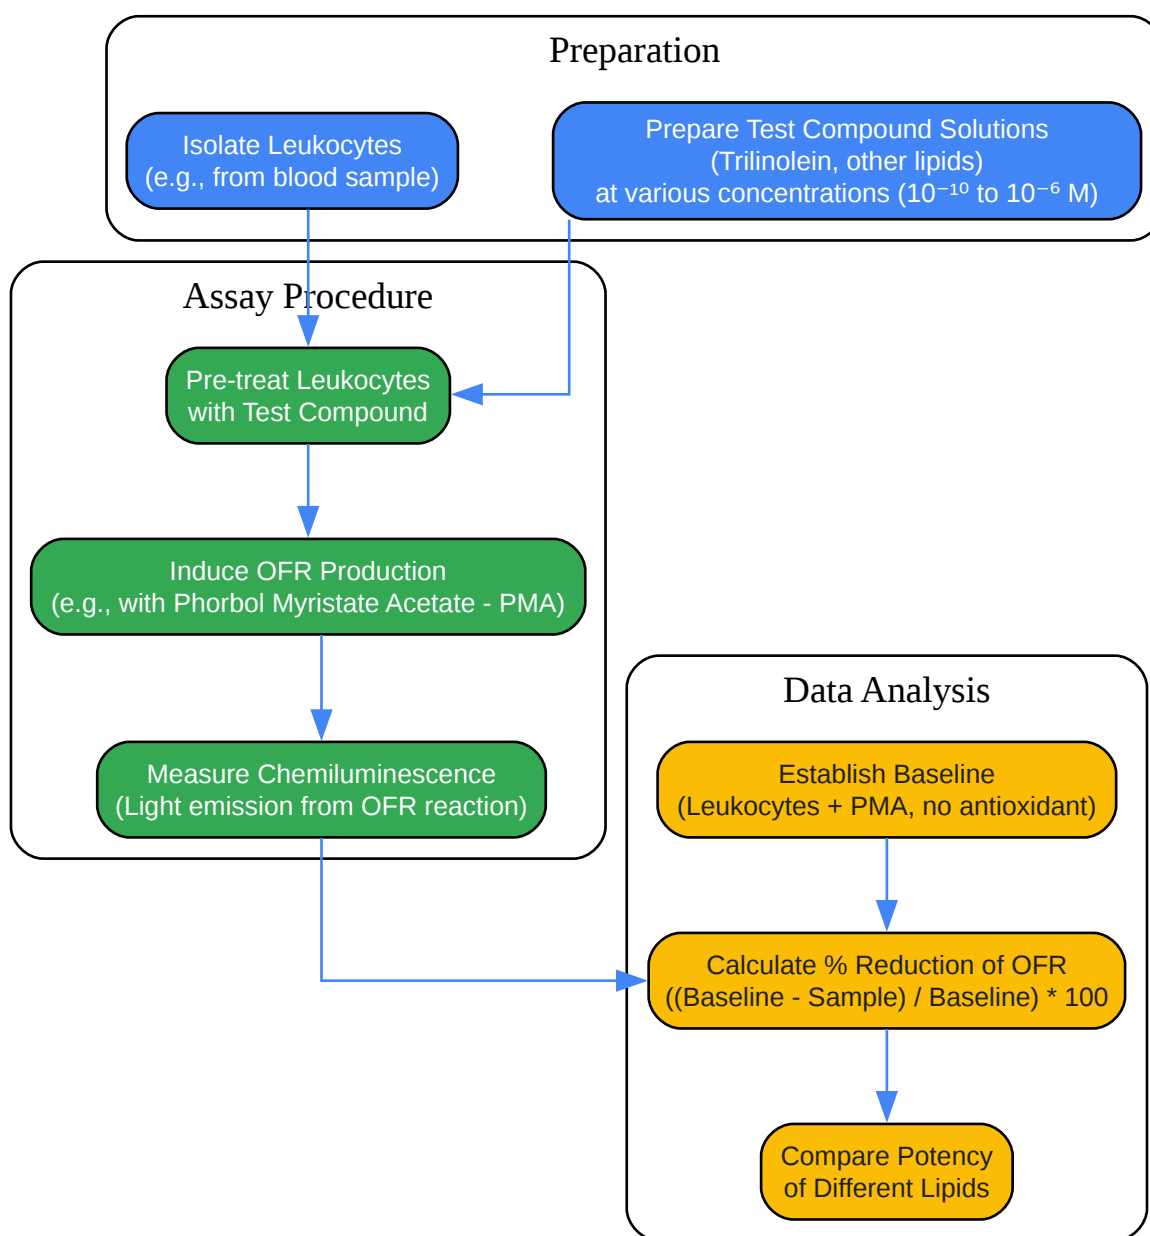 Preparation
Isolate Leukocytes
(e.g., from blood sample)
Prepare Test Compound Solutions
(Trilinolein, other lipids)
at various concentrations (10⁻¹⁰ to 10⁻⁶ M)
Assay Procedure
Pre-treat Leukocytes
with Test Compound
Induce OFR Production
(e.g., with Phorbol Myristate Acetate - PMA)
Measure Chemiluminescence
(Light emission from OFR reaction)
Data Analysis
Establish Baseline
(Leukocytes + PMA, no antioxidant)
Calculate % Reduction of OFR
((Baseline - Sample) / Baseline) * 100
Compare Potency
of Different Lipids